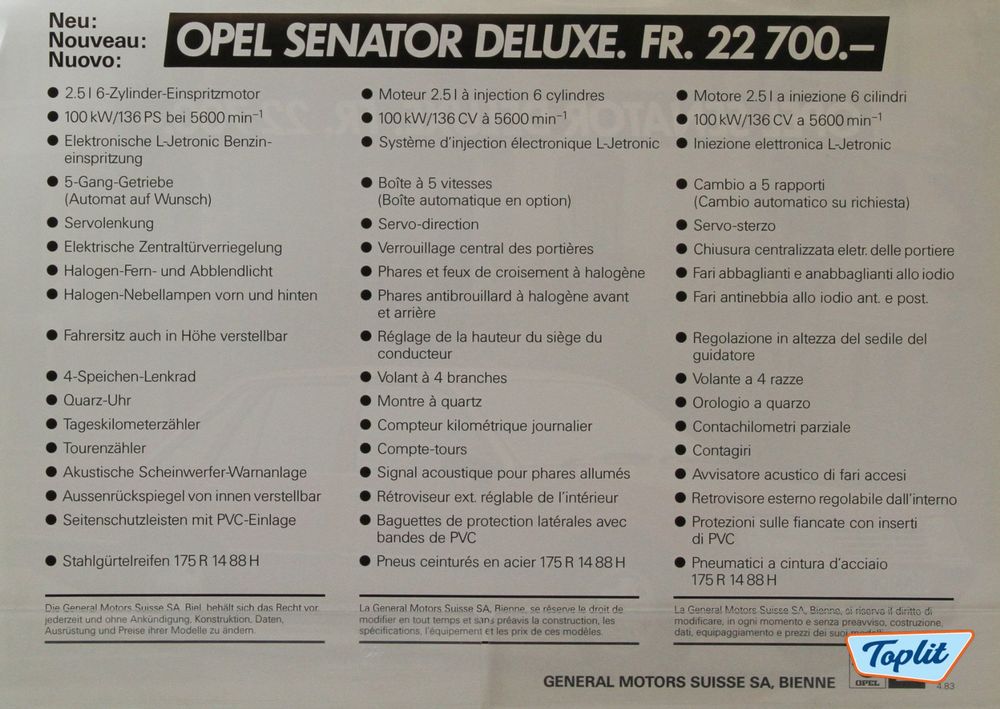 Neu:
Nouveau:
Nuovo:
OPEL SENATOR DELUXE. FR. 22 700.–
● 2.5 l 6-Zylinder-Einspritzmotor
● 100 kW/136 PS bei 5600 min⁻¹
● Elektronische L-Jetronic Benzin-
einspritzung
● 5-Gang-Getriebe
(Automat auf Wunsch)
● Servolenkung
● Elektrische Zentraltürverriegelung
● Halogen-Fern- und Abblendlicht
● Halogen-Nebellampen vorn und hinten
● Fahrersitz auch in Höhe verstellbar
● 4-Speichen-Lenkrad
● Quarz-Uhr
● Tageskilometerzähler
● Tourenzähler
● Akustische Scheinwerfer-Warnanlage
● Aussenrückspiegel von innen verstellbar
● Seitenschutzleisten mit PVC-Einlage
● Stahlgürtelreifen 175 R 14 88 H
Die General Motors Suisse SA, Biel, behält sich das Recht vor,
jederzeit und ohne Ankündigung, Konstruktion, Daten,
Ausrüstung und Preise ihrer Modelle zu ändern.
● Moteur 2.5 l à injection 6 cylindres
● 100 kW/136 CV à 5600 min⁻¹
● Système d'injection électronique L-Jetronic
● Boîte à 5 vitesses
(Boîte automatique en option)
● Servo-direction
● Verrouillage central des portières
● Phares et feux de croisement à halogène
● Phares antibrouillard à halogène avant
et arrière
● Réglage de la hauteur du siège du
conducteur
● Volant à 4 branches
● Montre à quartz
● Compteur kilométrique journalier
● Compte-tours
● Signal acoustique pour phares allumés
● Rétroviseur ext. réglable de l'intérieur
● Baguettes de protection latérales avec
bandes de PVC
● Pneus ceinturés en acier 175 R 14 88 H
La General Motors Suisse SA, Bienne, se réserve le droit de
modifier en tout temps et sans préavis la construction, les
spécifications, l'équipement et les prix de ces modèles.
● Motore 2.5 l a iniezione 6 cilindri
● 100 kW/136 CV a 5600 min⁻¹
● Iniezione elettronica L-Jetronic
● Cambio a 5 rapporti
(Cambio automatico su richiesta)
● Servo-sterzo
● Chiusura centralizzata eletr. delle portiere
● Fari abbaglianti e anabbaglianti allo iodio
● Fari antinebbia allo iodio ant. e post.
● Regolazione in altezza del sedile del
guidatore
● Volante a 4 razze
● Orologio a quarzo
● Contachilometri parziale
● Contagiri
● Avvisatore acustico di fari accesi
● Retrovisore esterno regolabile dall'interno
● Protezioni sulle fiancate con inserti
di PVC
● Pneumatici a cintura d'acciaio
175 R 14 88 H
La General Motors Suisse SA, Bienne, si riserva il diritto di
modificare, in ogni momento e senza preavviso, costruzione,
dati, equipaggiamento e prezzi dei suoi modelli.
GENERAL MOTORS SUISSE SA, BIENNE
OPEL
4.83
Toplit